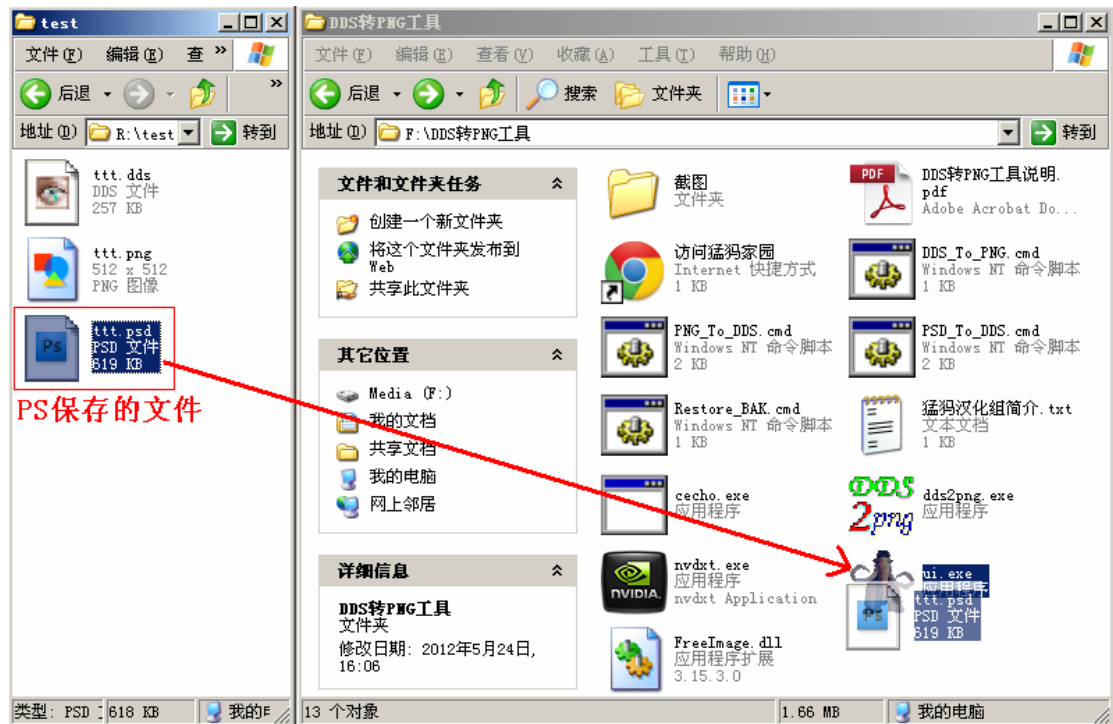 test
文件(F) 编辑(E) 查 »
后退 »
地址(D) R:\test 转到
ttt.dds
DDS 文件
257 KB
ttt.png
512 x 512
PNG 图像
ttt.psd
PSD 文件
619 KB
PS保存的文件
类型: PSD 618 KB 我的
DDS转PNG工具
文件(F) 编辑(E) 查看(V) 收藏(A) 工具(T) 帮助(H)
后退 搜索 文件夹
地址(D) F:\DDS转PNG工具 转到
文件和文件夹任务
创建一个新文件夹
将这个文件夹发布到
Web
共享此文件夹
其它位置
Media (F:)
我的文档
共享文档
我的电脑
网上邻居
详细信息
DDS转PNG工具
文件夹
修改日期: 2012年5月24日,
16:06
截图
文件夹
PDF
DDS转PNG工具说明.
pdf
Adobe Acrobat Do...
访问猛犸家园
Internet 快捷方式
1 KB
DDS_To_PNG.cmd
Windows NT 命令脚本
1 KB
PNG_To_DDS.cmd
Windows NT 命令脚本
2 KB
PSD_To_DDS.cmd
Windows NT 命令脚本
2 KB
Restore_BAK.cmd
Windows NT 命令脚本
1 KB
猛犸汉化组简介.txt
文本文档
1 KB
cecho.exe
应用程序
DDS
2png
dds2png.exe
应用程序
NVIDIA.
nvdxt.exe
应用程序
nvdxt Application
ui.exe
应用程序
Ps
ttt.psd
PSD 文件
619 KB
FreeImage.dll
应用程序扩展
3.15.3.0
13 个对象 1.66 MB 我的电脑